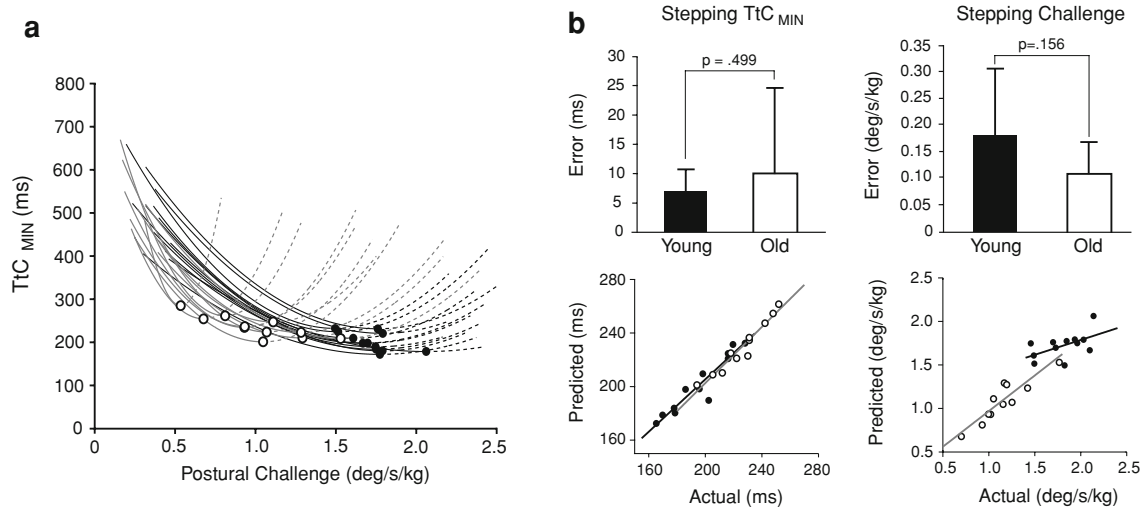 a
800
700
600
500
400
300
200
100
0
TtC MIN (ms)
0 0.5 1.0 1.5 2.0 2.5
Postural Challenge (deg/s/kg)
b
Stepping TtC MIN
30
25
20
15
10
5
0
Error (ms)
p = .499
Young Old
Stepping Challenge
0.35
0.30
0.25
0.20
0.15
0.10
0.05
0
Error (deg/s/kg)
p=.156
Young Old
280
240
200
160
Predicted (ms)
160 200 240 280
Actual (ms)
2.5
2.0
1.5
1.0
0.5
Predicted (deg/s/kg)
0.5 1.0 1.5 2.0 2.5
Actual (deg/s/kg)